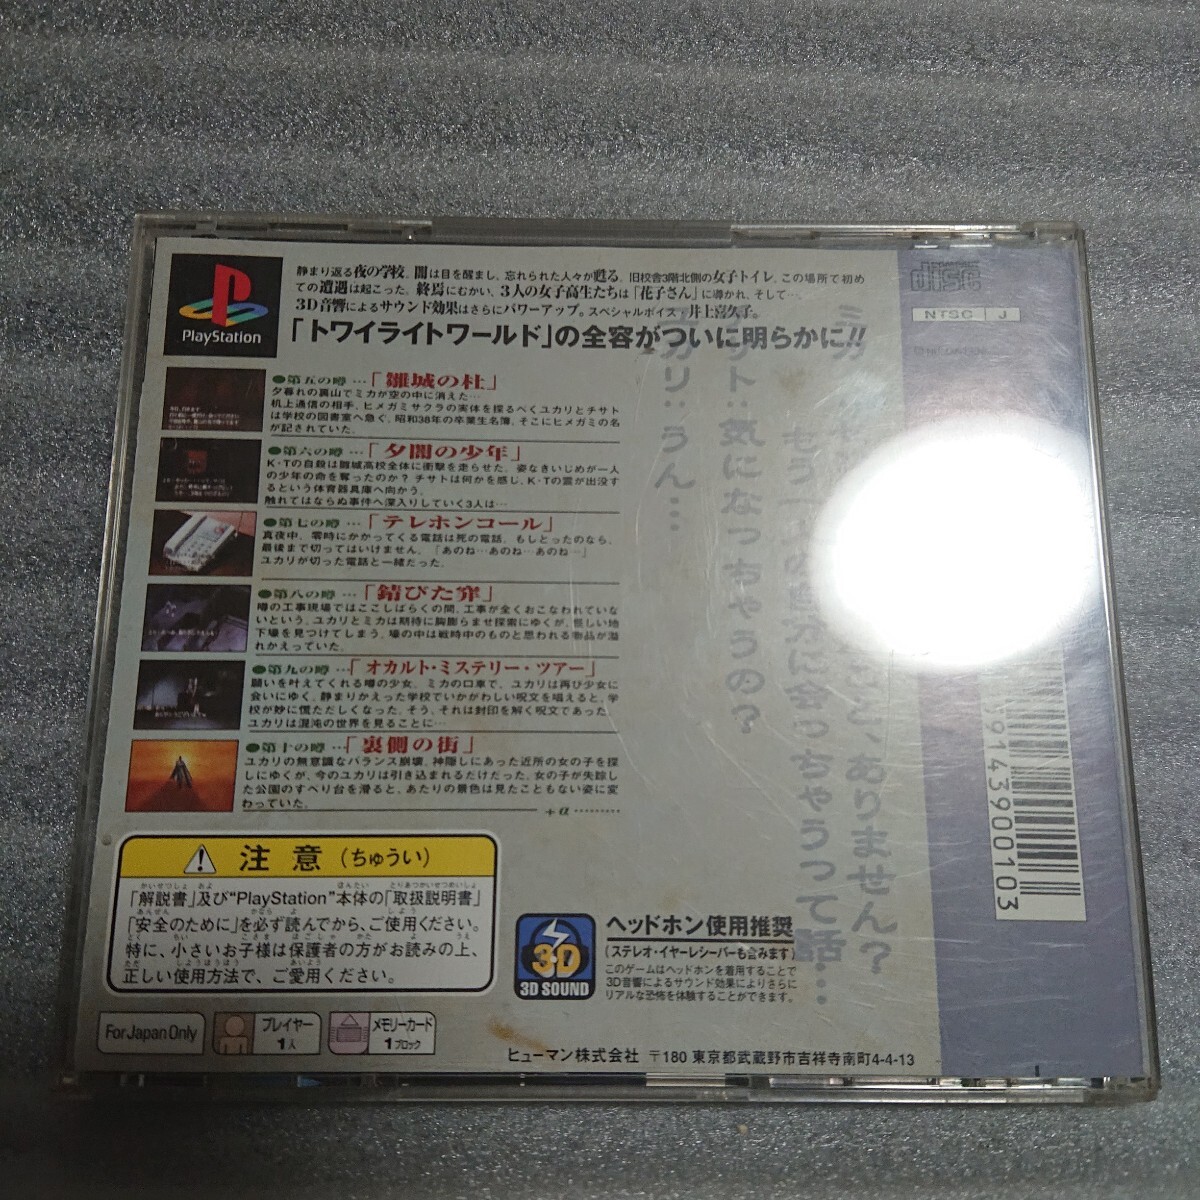 静まり返る夜の学校。闇は目を醒まし、忘れられた人々が甦る。旧校舎3階北側の女子トイレ。この場所で初め
ての遭遇は起こった。終焉にむかい、3人の女子高生たちは「花子さん」に導かれ、そして…。
3D音響によるサウンド効果はさらにパワーアップ。スペシャルボイス・井上喜久子。
「トワイライトワールド」の全容がついに明らかに!!
PlayStation
●第五の噂…「雛城の杜」
夕暮れの裏山でミカが空の中に消えた…
机上通信の相手、ヒメガミサクラの実体を探るべくユカリとチサト
は学校の図書室へ急ぐ。昭和38年の卒業生名簿、そこにヒメガミの名
が記されていた。
●第六の噂…「夕闇の少年」
K・Tの自殺は雛城高校全体に衝撃を走らせた。姿なきいじめが一人
の少年の命を奪ったのか？チサトは何かを感じ、K・Tの霊が出没す
るという体育器具庫へ向かう。
触れてはならぬ事件へ深入りしていく3人は…
●第七の噂…「テレホンコール」
真夜中、零時にかかってくる電話は死の電話。もしとったのなら、
最後まで切ってはいけません。「あのね…あのね…あのね…」
ユカリが切った電話と一緒だった。
●第八の噂…「錆びた穽」
噂の工事現場ではここしばらくの間、工事が全くおこなわれていな
いという。ユカリとミカは期待に胸膨らませ探索にゆくが、怪しい地
下壕を見つけてしまう。壕の中は戦時中のものと思われる物品が溢
れかえっていた。
●第九の噂…「オカルト・ミステリー・ツアー」
願いを叶えてくれる噂の少女。ミカの口車で、ユカリは再び少女に
会いにゆく。静まりかえった学校でいかがわしい呪文を唱えると、学
校が妙に慌ただしくなった。そう、それは封印を解く呪文であった。
ユカリは混沌の世界を見ることに…
●第十の噂…「裏側の街」
ユカリの無意識なバランス崩壊。神隠しにあった近所の女の子を探
しにゆくが、今のユカリは引き込まれるだけだった。女の子が失踪し
た公園のすべり台を滑ると、あたりの景色は見たこともない姿に変
わっていた。
+α………
注意（ちゅうい）
「解説書」及び“PlayStation”本体の「取扱説明書」
「安全のために」を必ず読んでから、ご使用ください。
特に、小さいお子様は保護者の方がお読みの上、
正しい使用方法で、ご愛用ください。
For Japan Only
プレイヤー
1人
メモリーカード
1ブロック
3D
3D SOUND
ヘッドホン使用推奨
(ステレオ・イヤーレシーバーも含みます)
このゲームはヘッドホンを着用することで
3D音響によるサウンド効果によりさらに
リアルな恐怖を体験することができます。
ヒューマン株式会社 〒180 東京都武蔵野市吉祥寺南町4-4-13
disc
NTSC J
ありません？
ちゃうって話…
気になっちゃうの？
カリ：うん…